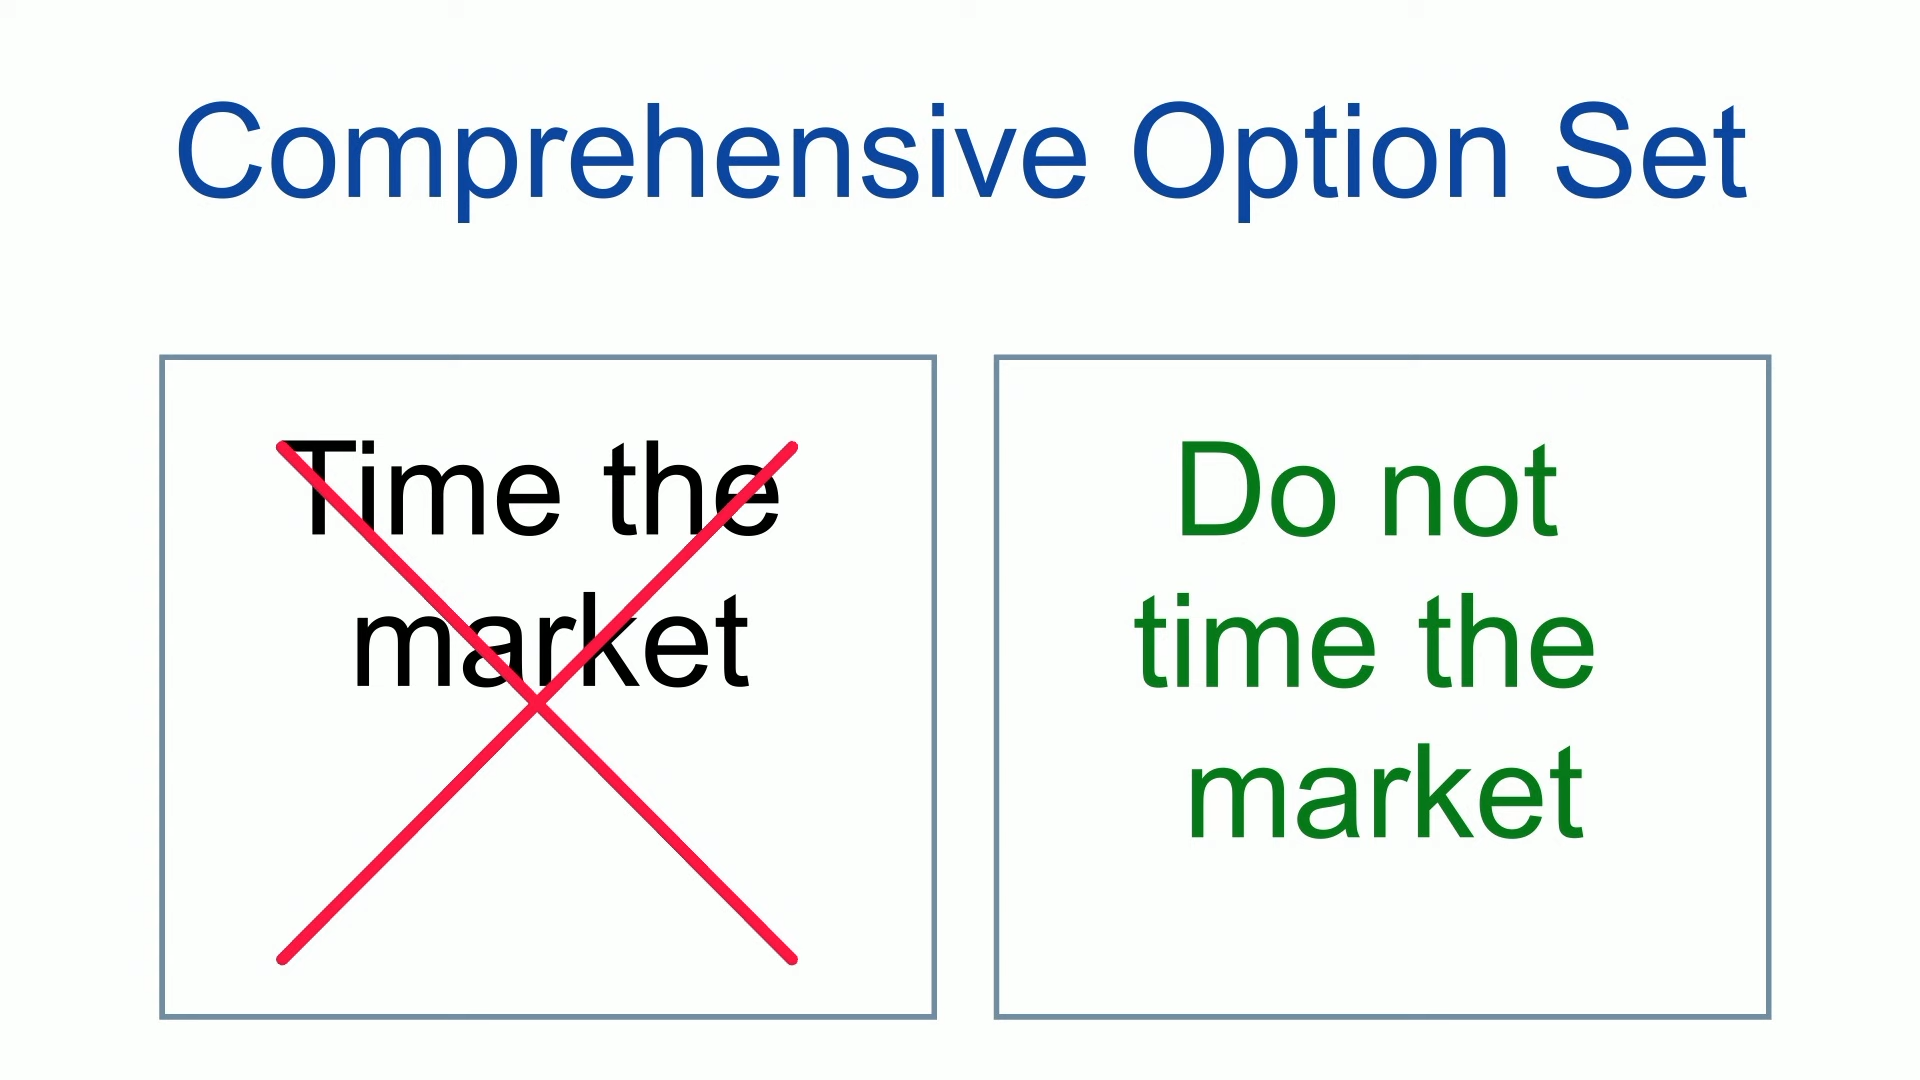 Comprehensive Option Set
Time the
market
Do not
time the
market